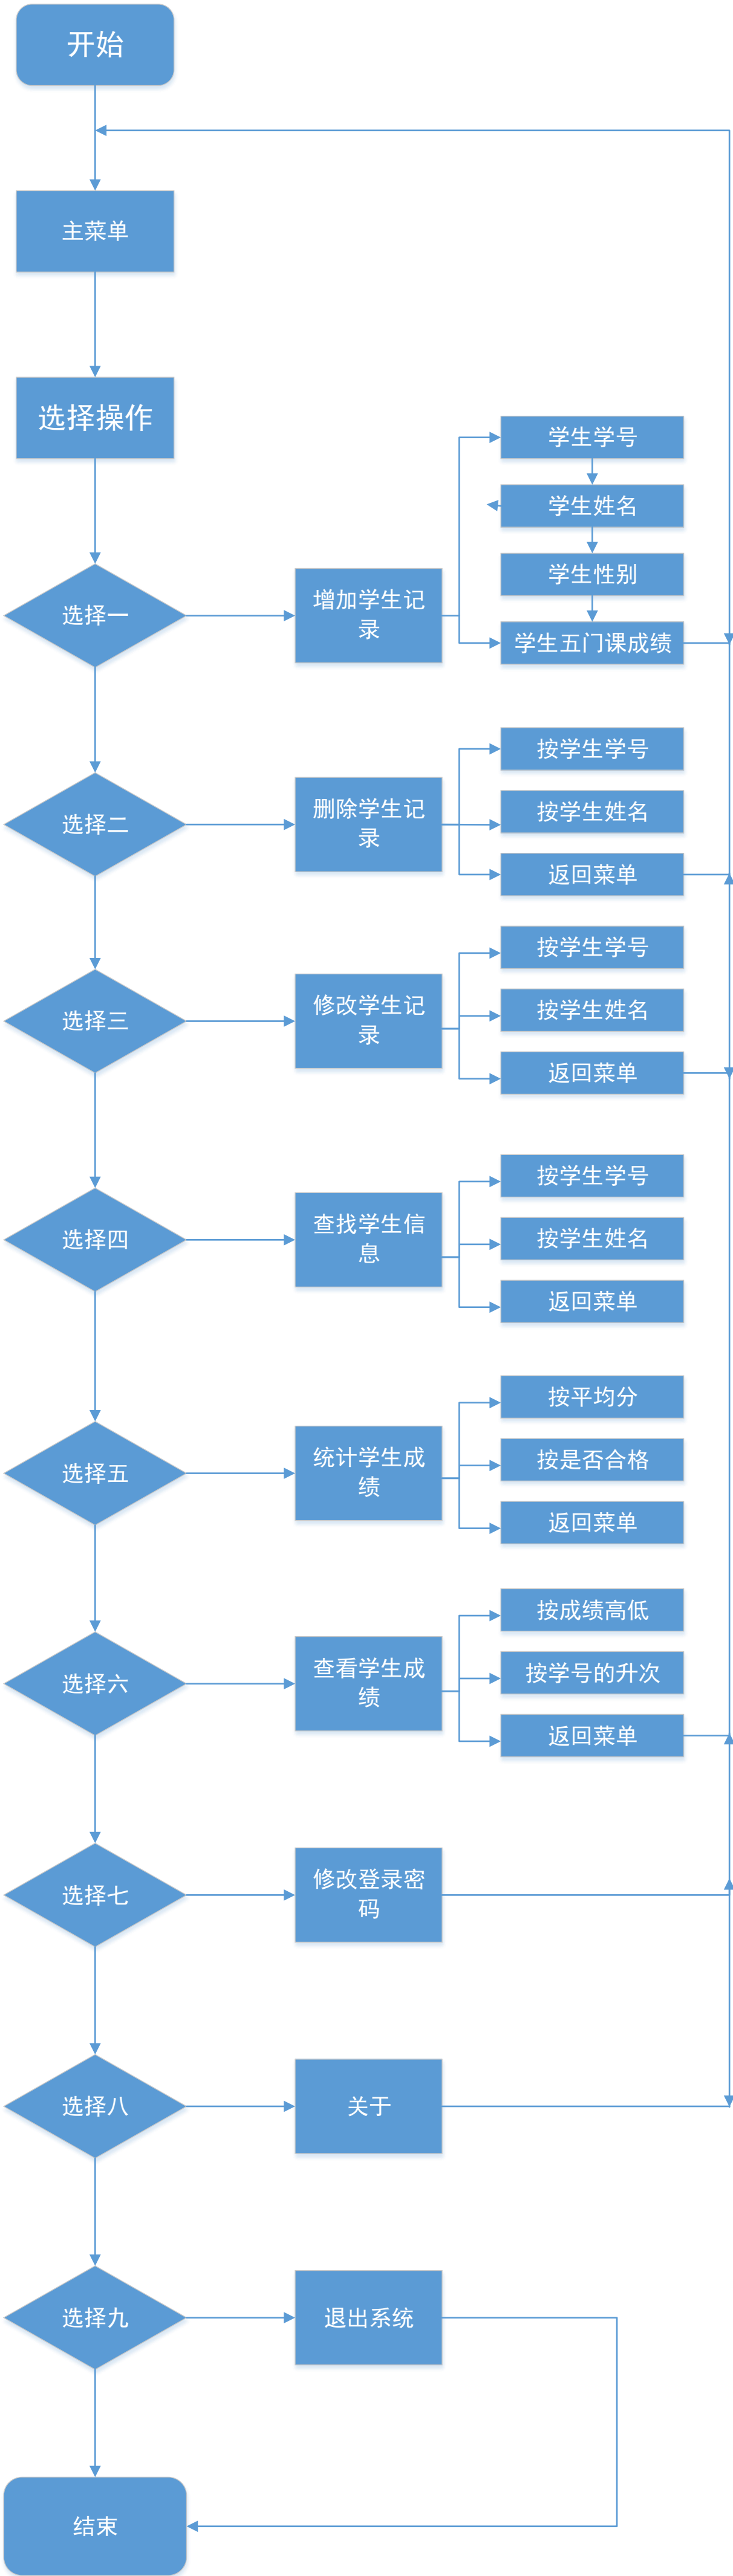 开始
主菜单
选择操作
选择一
增加学生记
录
学生学号
学生姓名
学生性别
学生五门课成绩
选择二
删除学生记
录
按学生学号
按学生姓名
返回菜单
选择三
修改学生记
录
按学生学号
按学生姓名
返回菜单
选择四
查找学生信
息
按学生学号
按学生姓名
返回菜单
选择五
统计学生成
绩
按平均分
按是否合格
返回菜单
选择六
查看学生成
绩
按成绩高低
按学号的升次
返回菜单
选择七
修改登录密
码
选择八
关于
选择九
退出系统
结束